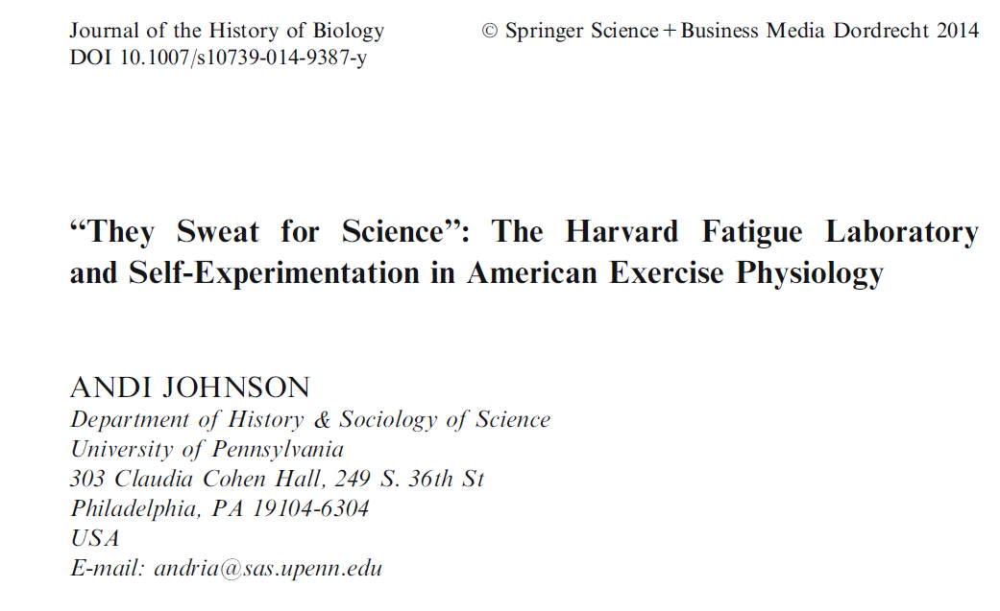 Journal of the History of Biology
© Springer Science+Business Media Dordrecht 2014
DOI 10.1007/s10739-014-9387-y
“They Sweat for Science”: The Harvard Fatigue Laboratory
and Self-Experimentation in American Exercise Physiology
ANDI JOHNSON
Department of History & Sociology of Science
University of Pennsylvania
303 Claudia Cohen Hall, 249 S. 36th St
Philadelphia, PA 19104-6304
USA
E-mail: andria@sas.upenn.edu